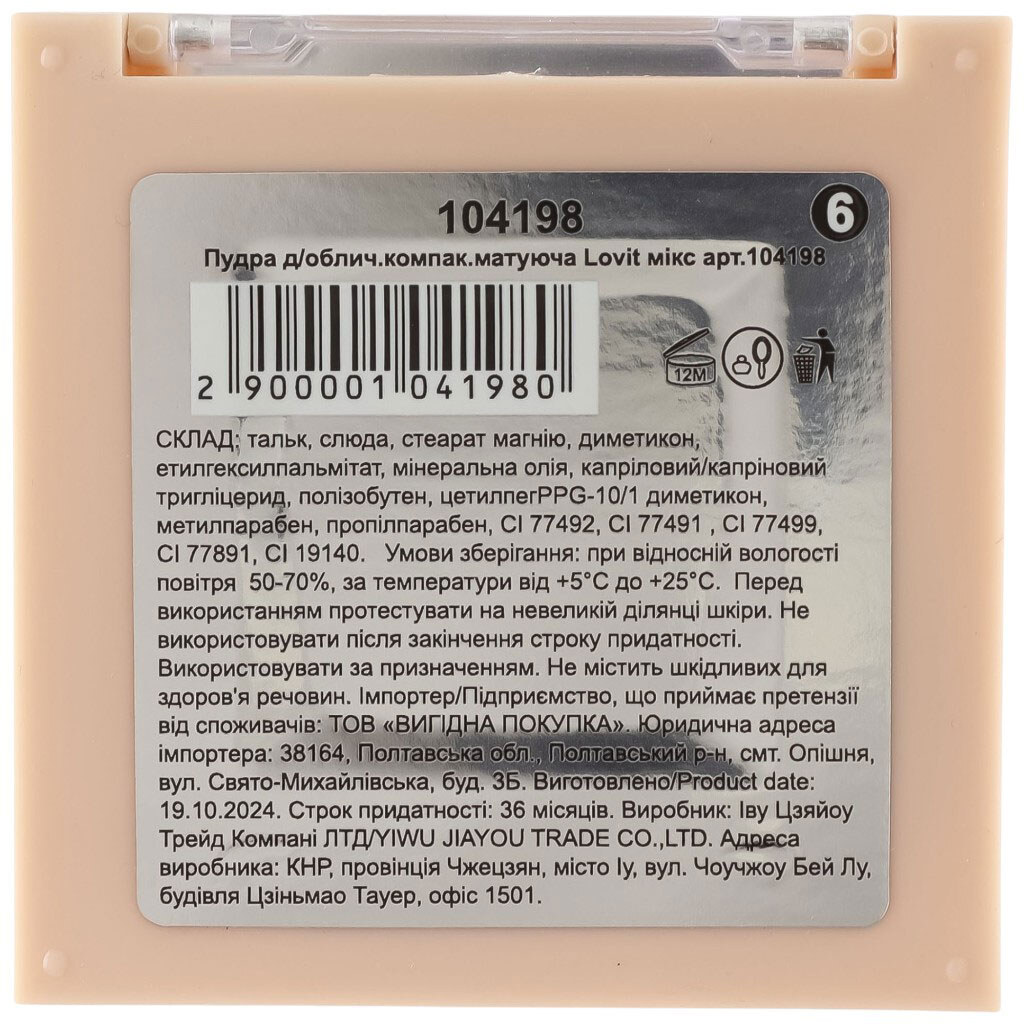 104198
6
Пудра д/облич.компак.матуюча Lovit мікс арт.104198
2 900001 041980
12M
СКЛАД: тальк, слюда, стеарат магнію, диметикон,
етилгексилпальмітат, мінеральна олія, капріловий/капріновий
тригліцерид, полізобутен, цетилпегPPG-10/1 диметикон,
метилпарабен, пропілпарабен, CI 77492, CI 77491 , CI 77499,
CI 77891, CI 19140. Умови зберігання: при відносній вологості
повітря 50-70%, за температури від +5°C до +25°C. Перед
використанням протестувати на невеликій ділянці шкіри. Не
використовувати після закінчення строку придатності.
Використовувати за призначенням. Не містить шкідливих для
здоров'я речовин. Імпортер/Підприємство, що приймає претензії
від споживачів: ТОВ «ВИГІДНА ПОКУПКА». Юридична адреса
імпортера: 38164, Полтавська обл., Полтавський р-н, смт. Опішня,
вул. Свято-Михайлівська, буд. 3Б. Виготовлено/Product date:
19.10.2024. Строк придатності: 36 місяців. Виробник: Іву Цзяйоу
Трейд Компані ЛТД/YIWU JIAYOU TRADE CO.,LTD. Адреса
виробника: КНР, провінція Чжецзян, місто Іу, вул. Чоучжоу Бей Лу,
будівля Цзіньмао Тауер, офіс 1501.